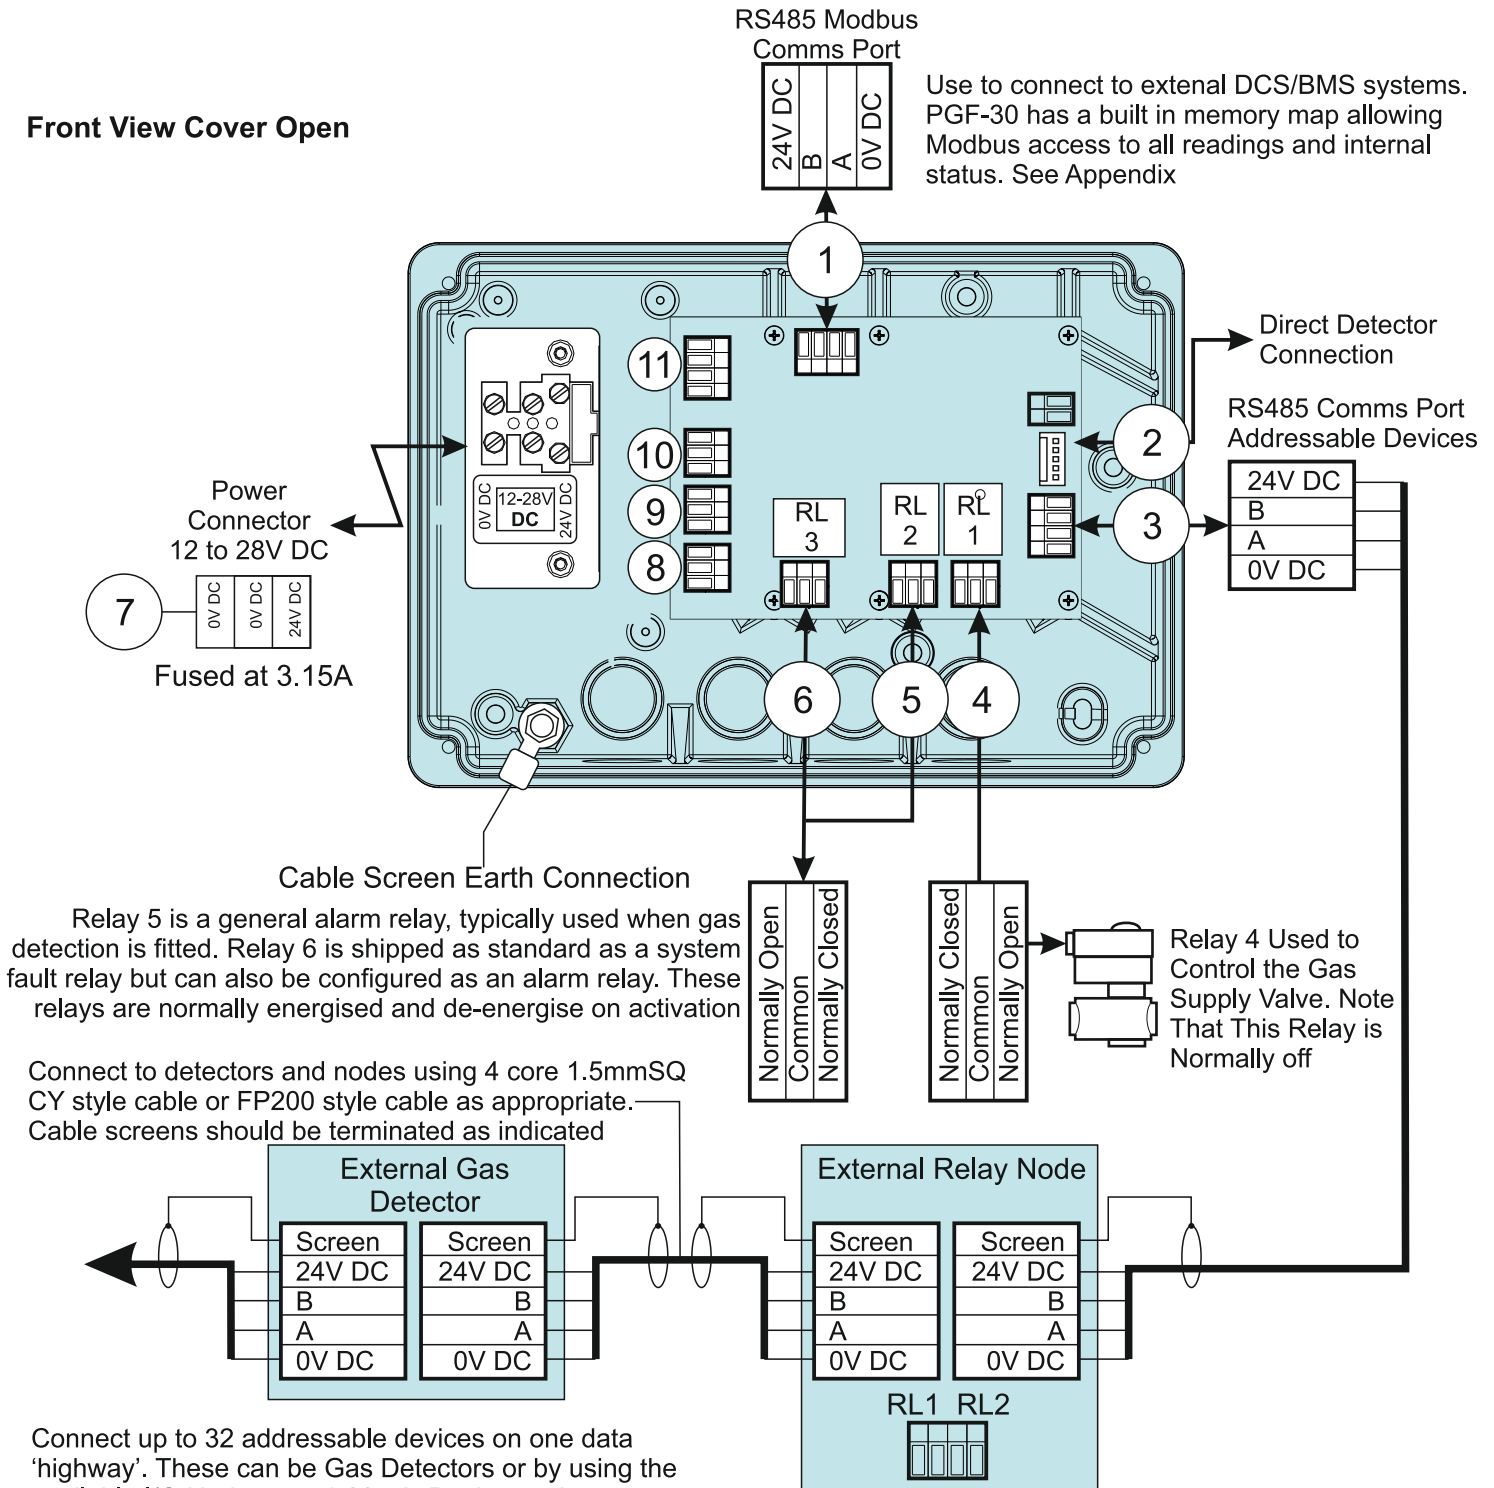 RS485 Modbus
Comms Port
24V DC
B
A
0V DC
Use to connect to extenal DCS/BMS systems.
PGF-30 has a built in memory map allowing
Modbus access to all readings and internal
status. See Appendix
Front View Cover Open
1
Direct Detector
Connection
11
RS485 Comms Port
Addressable Devices
2
10
24V DC
B
A
0V DC
Power
Connector
12 to 28V DC
0V DC
12-28V
DC
24V DC
9
RL
3
RL
2
RL
1
3
8
7
0V DC
0V DC
24V DC
Fused at 3.15A
6
5
4
Cable Screen Earth Connection
Relay 5 is a general alarm relay, typically used when gas
detection is fitted. Relay 6 is shipped as standard as a system
fault relay but can also be configured as an alarm relay. These
relays are normally energised and de-energise on activation
Normally Open
Common
Normally Closed
Normally Closed
Common
Normally Open
Relay 4 Used to
Control the Gas
Supply Valve. Note
That This Relay is
Normally off
Connect to detectors and nodes using 4 core 1.5mmSQ
CY style cable or FP200 style cable as appropriate.
Cable screens should be terminated as indicated
External Gas
Detector
Screen
24V DC
B
A
0V DC
Screen
24V DC
B
A
0V DC
External Relay Node
Screen
24V DC
B
A
0V DC
Screen
24V DC
B
A
0V DC
RL1 RL2
Connect up to 32 addressable devices on one data
'highway'. These can be Gas Detectors or by using the